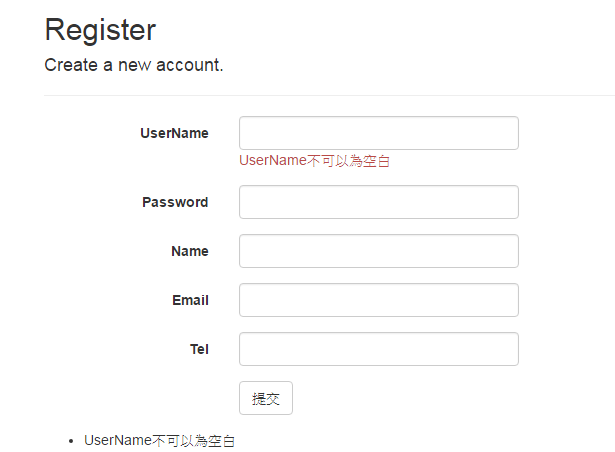 Register
Create a new account.
UserName
UserName不可以為空白
Password
Name
Email
Tel
提交
UserName不可以為空白